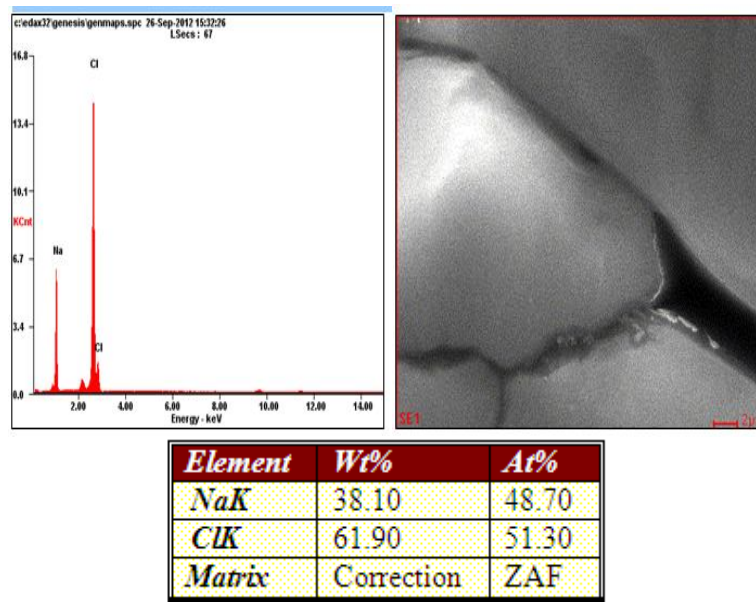 c:\edax32\genesis\genmaps.spc 26-Sep-2012 15:32:26
LSecs : 67
16.8
13.4
10.1
KCnt
6.7
3.4
0.0
Cl
Na
Cl
2.00 4.00 6.00 8.00 10.00 12.00 14.00
Energy - keV
SE1
2µ
Element Wt% At%
NaK 38.10 48.70
ClK 61.90 51.30
Matrix Correction ZAF